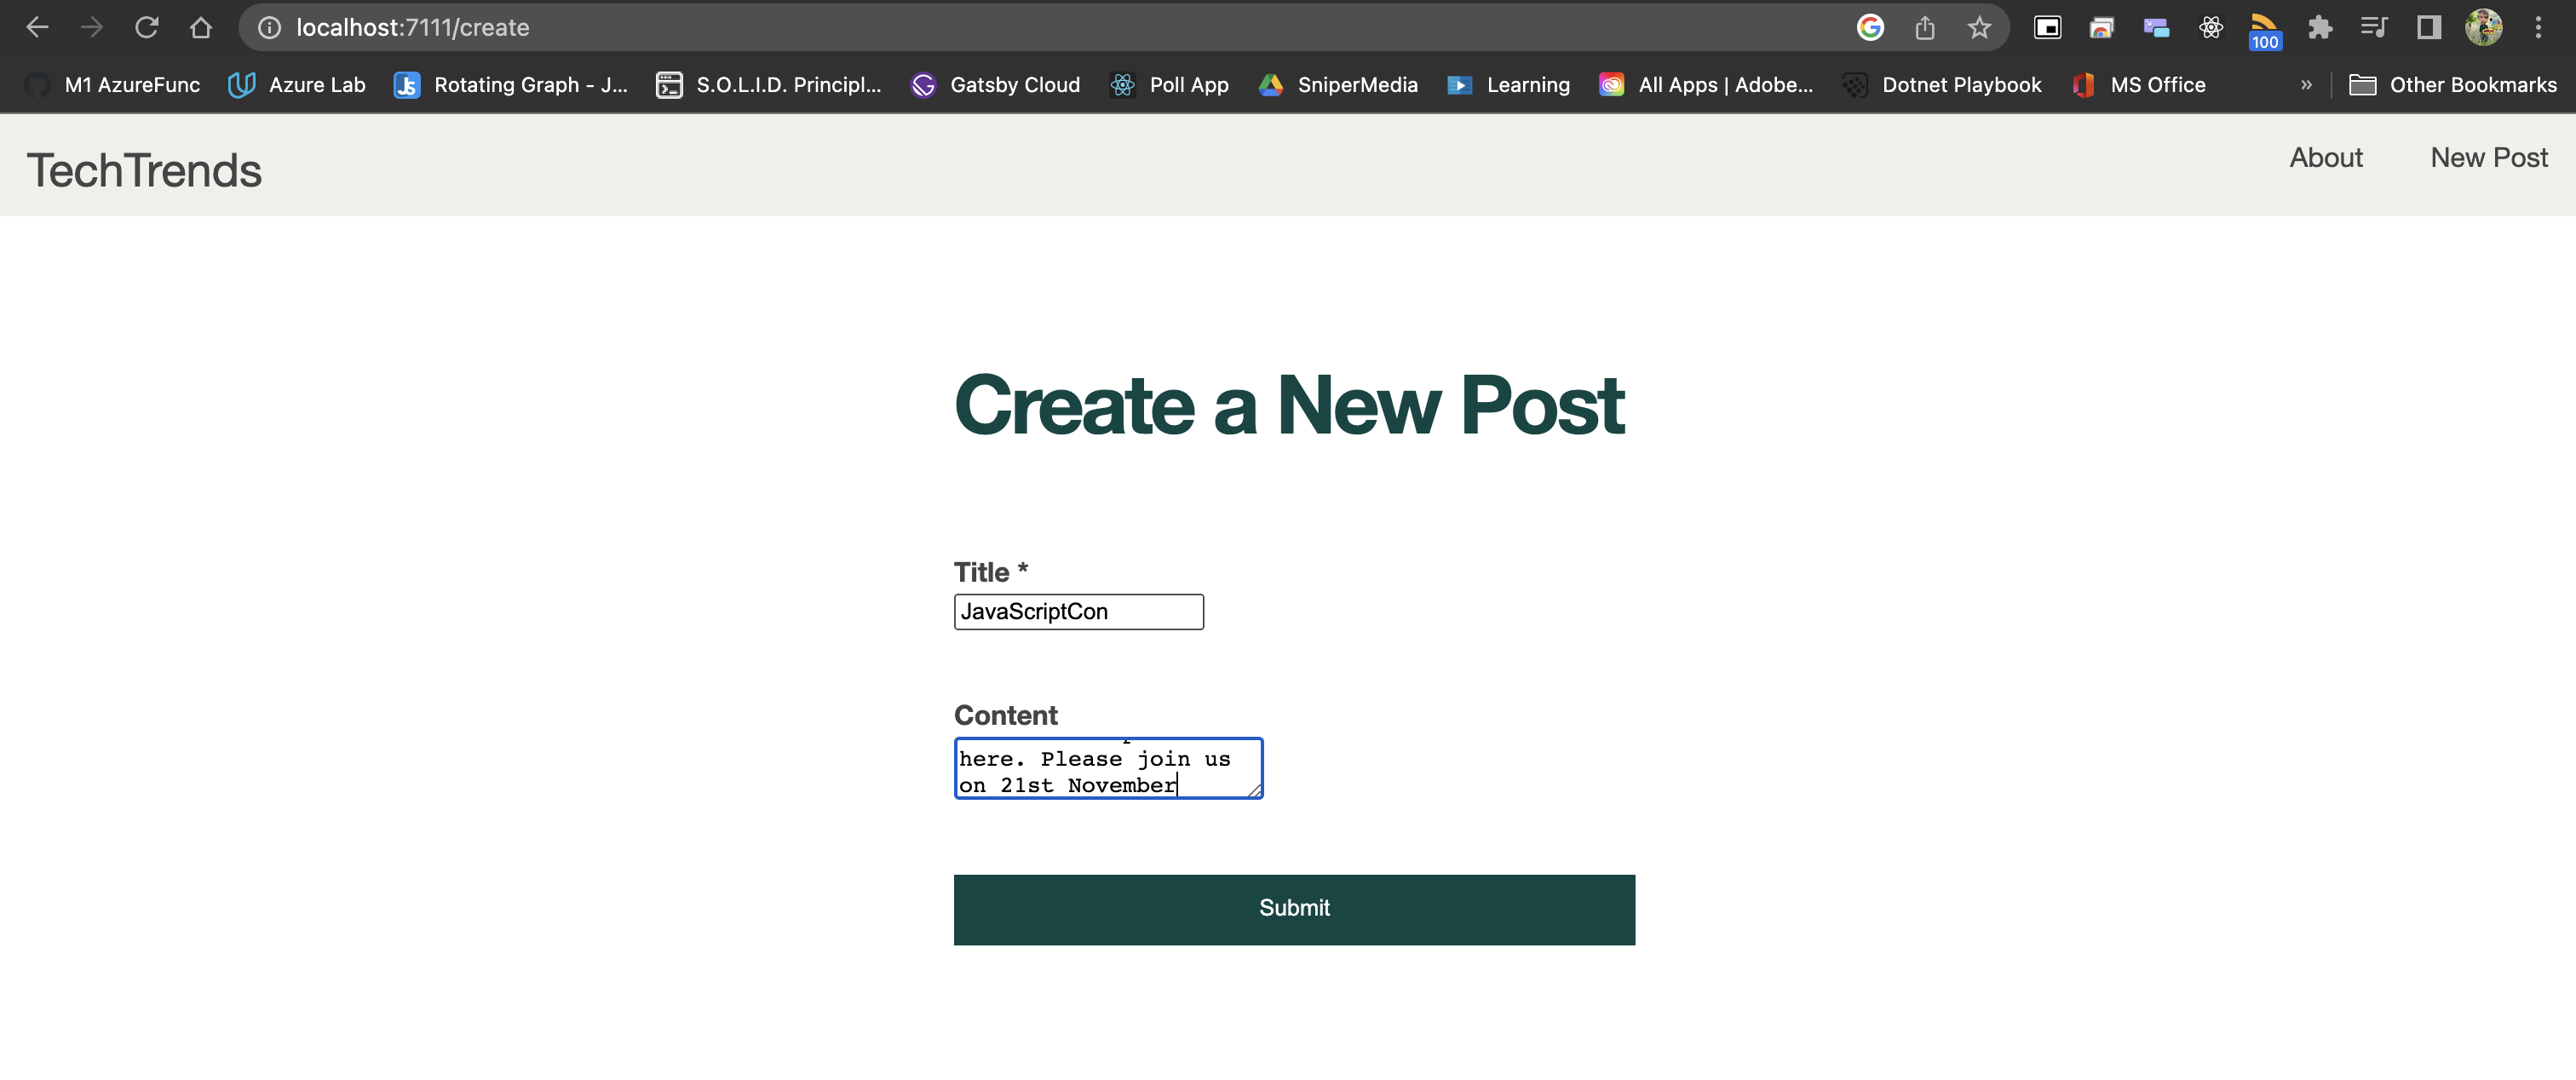 localhost:7111/create
100
M1 AzureFunc Azure Lab Rotating Graph - J... S.O.L.I.D. Principl... Gatsby Cloud Poll App SniperMedia Learning All Apps | Adobe... Dotnet Playbook MS Office » Other Bookmarks
TechTrends About New Post
Create a New Post
Title *
JavaScriptCon
Content
here. Please join us
on 21st November
Submit